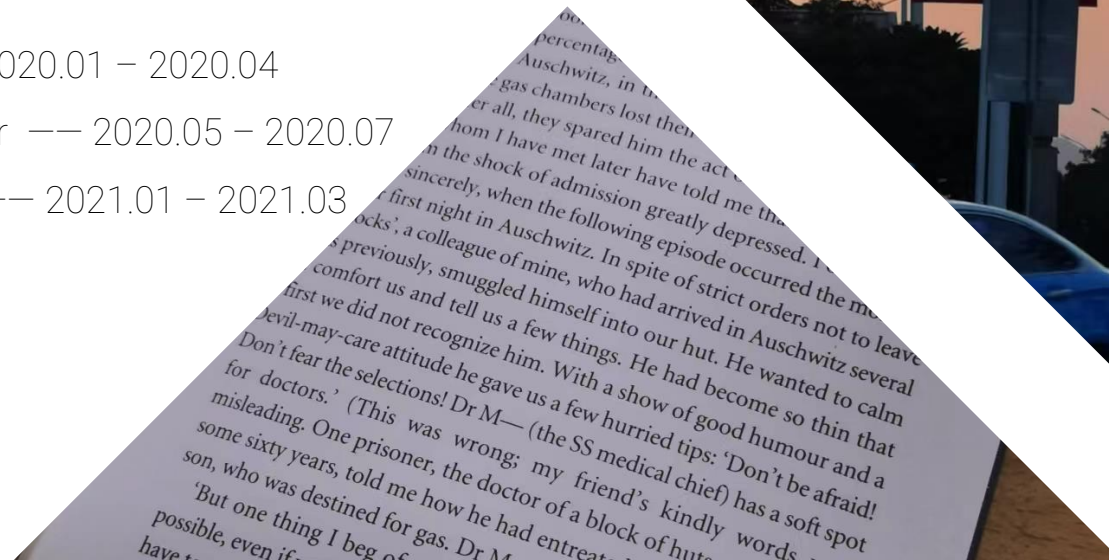 020.01 – 2020.04
r —— 2020.05 – 2020.07
—— 2021.01 – 2021.03
Auschwitz, in
gas chambers lost
er all, they spared him the act
hom I have met later have told me
the shock of admission greatly depressed.
sincerely, when the following episode occurred the
first night in Auschwitz. In spite of strict orders not to leave
ocks’, a colleague of mine, who had arrived in Auschwitz several
previously, smuggled himself into our hut. He wanted to calm
comfort us and tell us a few things. He had become so thin that
first we did not recognize him. With a show of good humour and a
Devil-may-care attitude he gave us a few hurried tips: ‘Don’t be afraid!
Don’t fear the selections! Dr M— (the SS medical chief) has a soft spot
for doctors.’ (This was wrong; my friend’s kindly words
misleading. One prisoner, the doctor of a block of huts
some sixty years, told me how he had
son, who was destined for gas. Dr M
‘But one thing I beg of
possible, even if
have